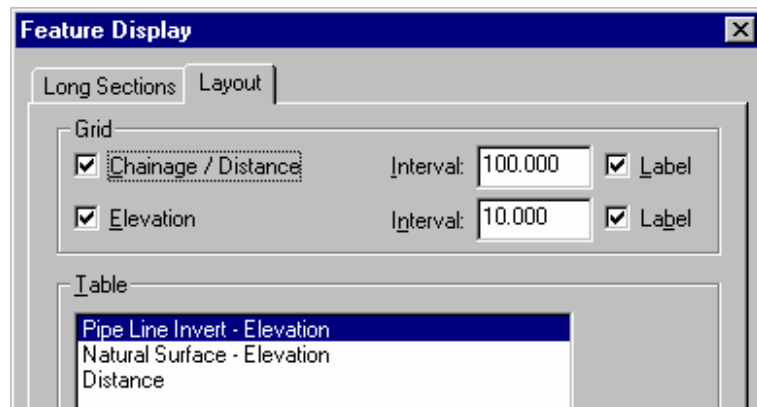 Feature Display
Long Sections Layout
Grid
Chainage / Distance Interval: 100.000 Label
Elevation Interval: 10.000 Label
Table
Pipe Line Invert - Elevation
Natural Surface - Elevation
Distance